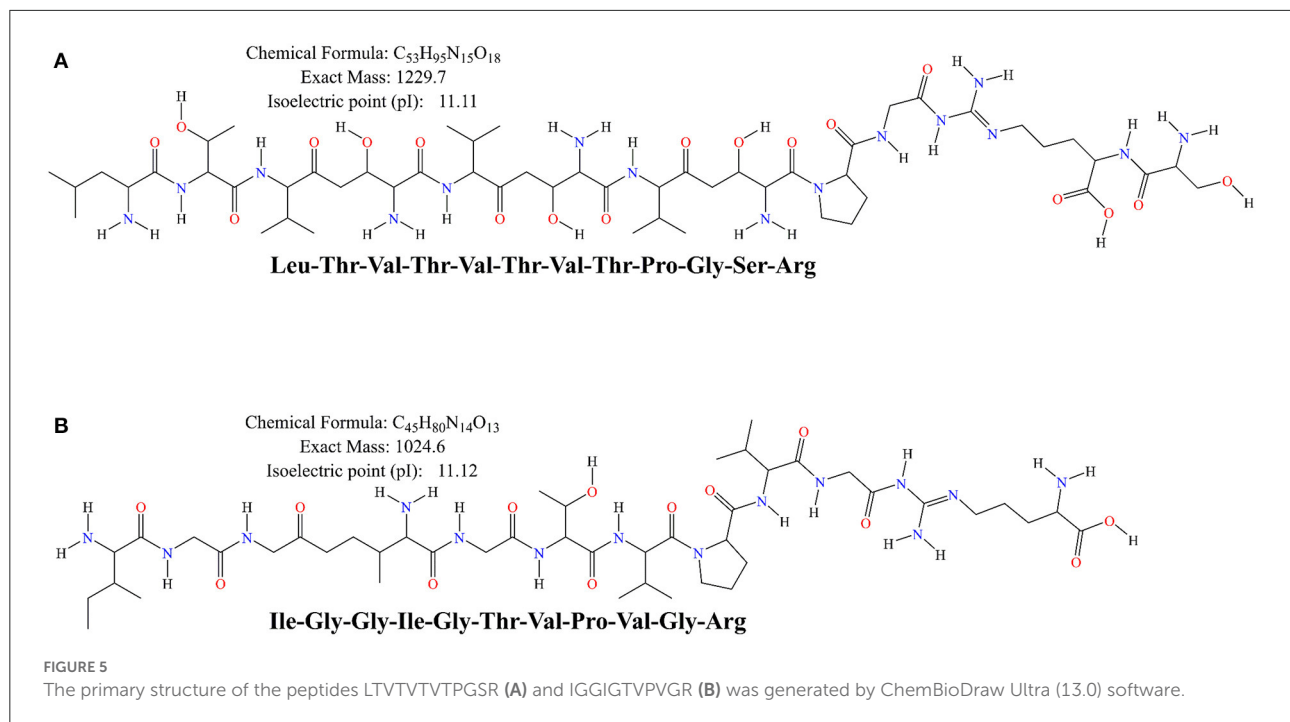 A
Chemical Formula: C₅₃H₉₅N₁₅O₁₈
Exact Mass: 1229.7
Isoelectric point (pI): 11.11
Leu-Thr-Val-Thr-Val-Thr-Val-Thr-Pro-Gly-Ser-Arg
B
Chemical Formula: C₄₅H₈₀N₁₄O₁₃
Exact Mass: 1024.6
Isoelectric point (pI): 11.12
Ile-Gly-Gly-Ile-Gly-Thr-Val-Pro-Val-Gly-Arg
FIGURE 5
The primary structure of the peptides LTVTVTVTPGSR (A) and IGGIGTVPVGR (B) was generated by ChemBioDraw Ultra (13.0) software.